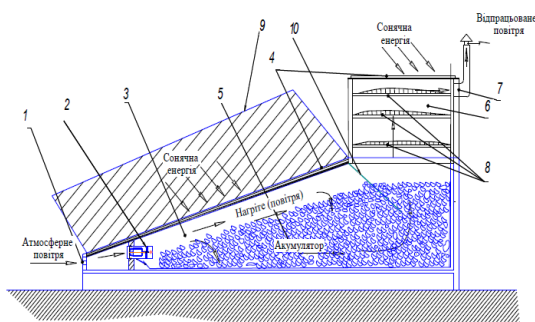 Сонячна
енергія
Відпрацьоване
повітря
9
10
4
2
3
5
1
7
6
8
Сонячна
енергія
Нагріте (повітря)
Атмосферне
повітря
Акумулятор